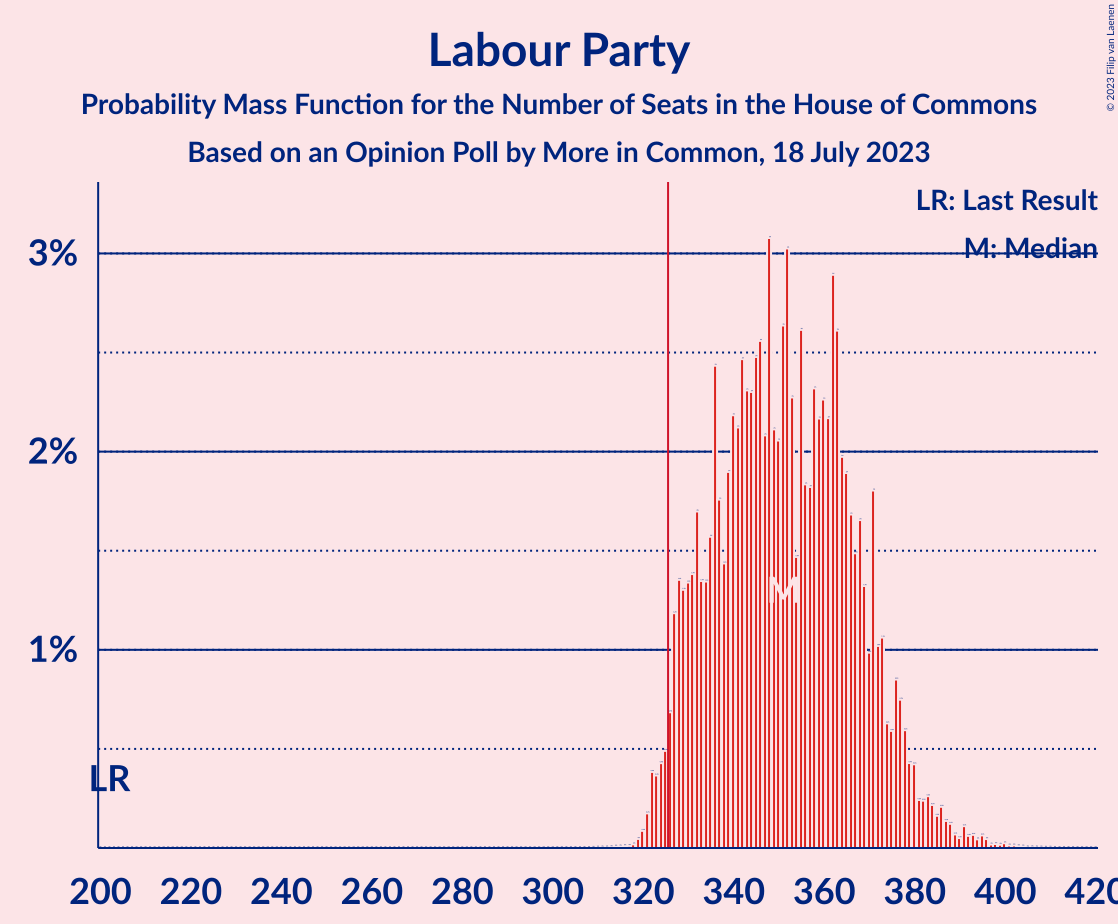 Labour Party
Probability Mass Function for the Number of Seats in the House of Commons
Based on an Opinion Poll by More in Common, 18 July 2023
© 2023 Filip van Laenen
LR: Last Result
M: Median
3%
2%
1%
M
LR
200 220 240 260 280 300 320 340 360 380 400 420